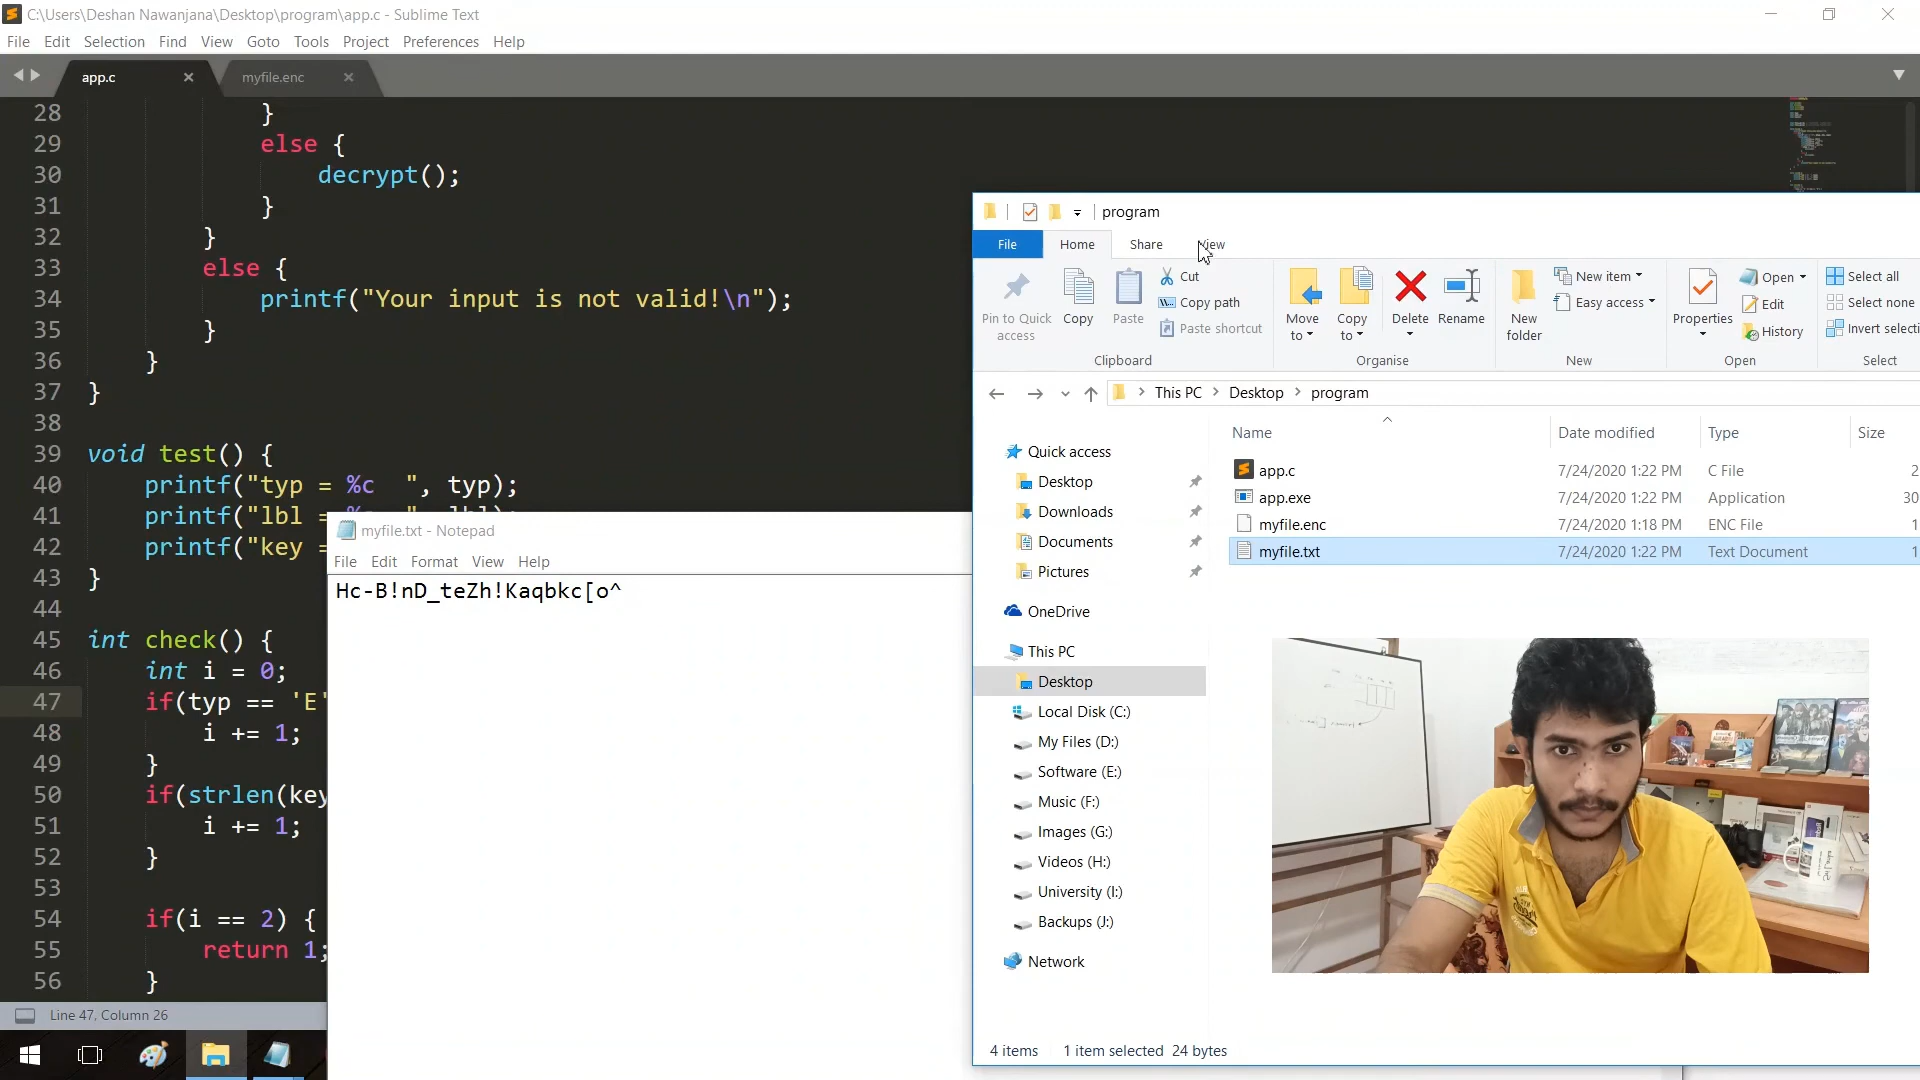 C:\Users\Deshan Nawanjana\Desktop\program\app.c - Sublime Text
File Edit Selection Find View Goto Tools Project Preferences Help
app.c
myfile.enc
28 }
29 else {
30 decrypt();
31 }
32 }
33 else {
34 printf("Your input is not valid!\n");
35 }
36 }
37 }
38
39 void test() {
40 printf("typ = %c  ", typ);
41 printf("lbl =
42 printf("key =
43 }
44
45 int check() {
46 int i = 0;
47 if(typ == 'E'
48 i += 1;
49 }
50 if(strlen(key
51 i += 1;
52 }
53
54 if(i == 2) {
55 return 1;
56 }
Line 47, Column 26
myfile.txt - Notepad
File Edit Format View Help
Hc-B!nD_teZh!Kaqbkc[o^
program
File Home Share View
Pin to Quick access
Copy
Paste
Cut
Copy path
Paste shortcut
Clipboard
Move to
Copy to
Delete
Rename
Organise
New folder
New item
Easy access
New
Properties
Open
Edit
History
Open
Select all
Select none
Invert selecti
Select
This PC > Desktop > program
Name Date modified Type Size
app.c 7/24/2020 1:22 PM C File 2
app.exe 7/24/2020 1:22 PM Application 30
myfile.enc 7/24/2020 1:18 PM ENC File 1
myfile.txt 7/24/2020 1:22 PM Text Document 1
Quick access
Desktop
Downloads
Documents
Pictures
OneDrive
This PC
Desktop
Local Disk (C:)
My Files (D:)
Software (E:)
Music (F:)
Images (G:)
Videos (H:)
University (I:)
Backups (J:)
Network
4 items 1 item selected 24 bytes